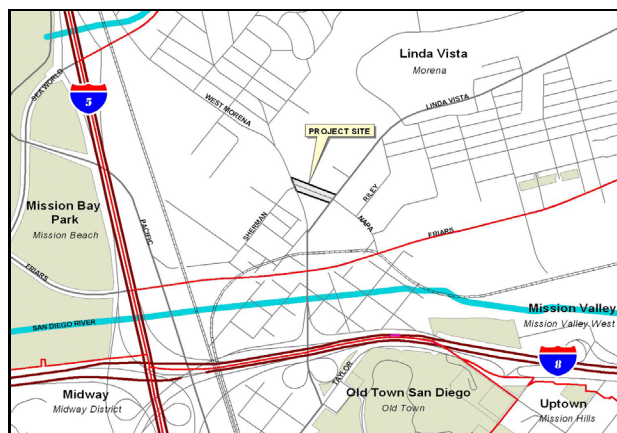 Linda Vista
Morena
SEA WORLD
5
WEST MORENA
LINDA VISTA
PROJECT SITE
Mission Bay
Park
Mission Beach
PACIFIC
SHERMAN
RILEY
NAPA
FRIARS
FRIARS
SAN DIEGO RIVER
Mission Valley
Mission Valley West
8
Midway
Midway District
TAYLOR
Old Town San Diego
Old Town
Uptown
Mission Hills